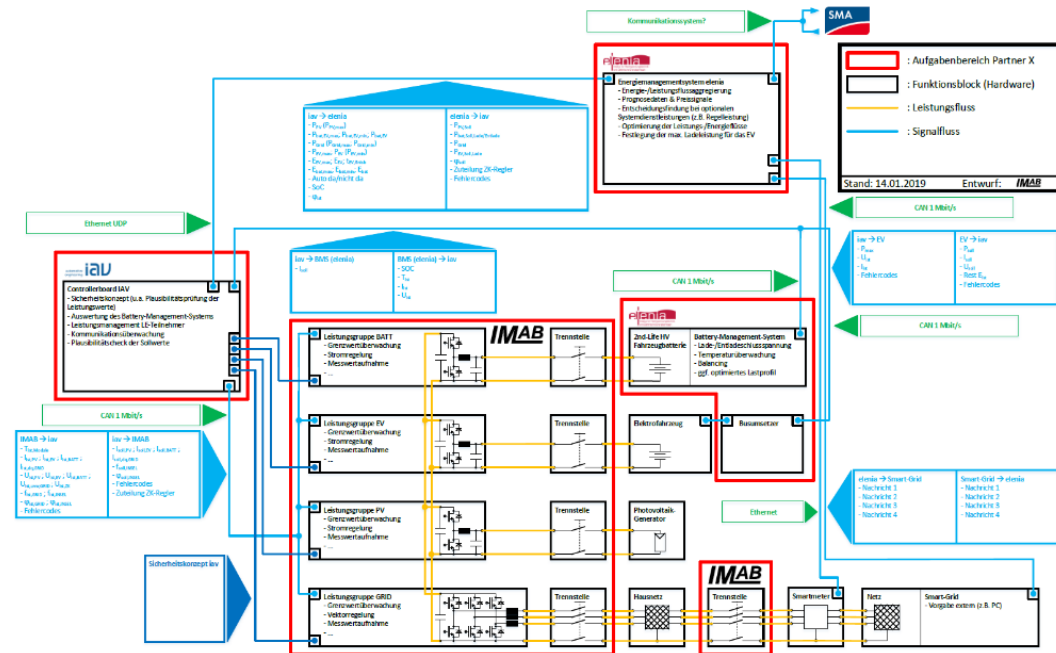 Kommunikationsystem?
SMA
elenia
Energiemanagementsystem elenia
- Energie-/Leistungsflussaggregierung
- Prognosedaten & Preissignale
- Entscheidungsfindung bei optionalen
Systemdienstleistungen (z.B. Regelleistung)
- Optimierung der Leistungs-/Energieflüsse
- Festlegung der max. Ladeleistung für das EV
: Aufgabenbereich Partner X
: Funktionsblock (Hardware)
: Leistungsfluss
: Signalfluss
Stand: 14.01.2019
Entwurf: IMAB
iav → elenia
- Auto da/nicht da
- SoC
elenia → iav
- Zuteilung ZK-Regler
- Fehlercodes
Ethernet UDP
CAN 1 Mbit/s
iav → EV
- Fehlercodes
EV → iav
- Fehlercodes
CAN 1 Mbit/s
iav → BMS (elenia)
BMS (elenia) → iav
- SOC
CAN 1 Mbit/s
iav
Controllerboard IAV
- Sicherheitskonzept (u.a. Plausibilitätsprüfung der
Leistungswerte)
- Auswertung des Battery-Management-Systems
- Leistungsmanagement LE-Teilnehmer
- Kommunikationsüberwachung
- Plausibilitätscheck der Sollwerte
CAN 1 Mbit/s
IMAB → iav
- Fehlercodes
iav → IMAB
- Fehlercodes
- Zuteilung ZK-Regler
Sicherheitskonzept iav
IMAB
Leistungsgruppe BATT
- Grenzwertüberwachung
- Stromregelung
- Messwertaufnahme
- ...
Trennstelle
elenia
2nd-Life HV
Fahrzeugbatterie
Battery-Management-System
- Lade-/Entladeschlussspannung
- Temperaturüberwachung
- Balancing
- ggf. optimiertes Lastprofil
Leistungsgruppe EV
- Grenzwertüberwachung
- Stromregelung
- Messwertaufnahme
- ...
Trennstelle
Elektrofahrzeug
Busumsetzer
Leistungsgruppe PV
- Grenzwertüberwachung
- Stromregelung
- Messwertaufnahme
- ...
Trennstelle
Photovoltaik-
Generator
Ethernet
elenia → Smart-Grid
- Nachricht 1
- Nachricht 2
- Nachricht 3
- Nachricht 4
Smart-Grid → elenia
- Nachricht 1
- Nachricht 2
- Nachricht 3
- Nachricht 4
IMAB
Leistungsgruppe GRID
- Grenzwertüberwachung
- Vektorregelung
- Messwertaufnahme
- ...
Trennstelle
Hausnetz
Trennstelle
Smartmeter
Netz
Smart-Grid
- Vorgabe extern (z.B. PC)